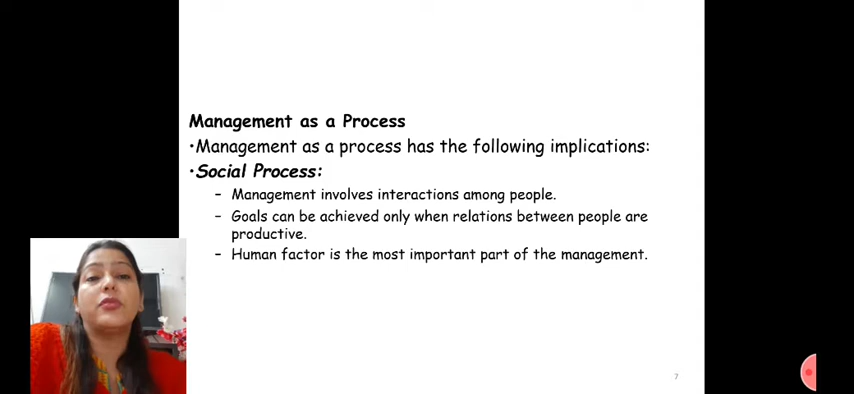 Management as a Process
•Management as a process has the following implications:
•Social Process:
– Management involves interactions among people.
– Goals can be achieved only when relations between people are
productive.
– Human factor is the most important part of the management.
7